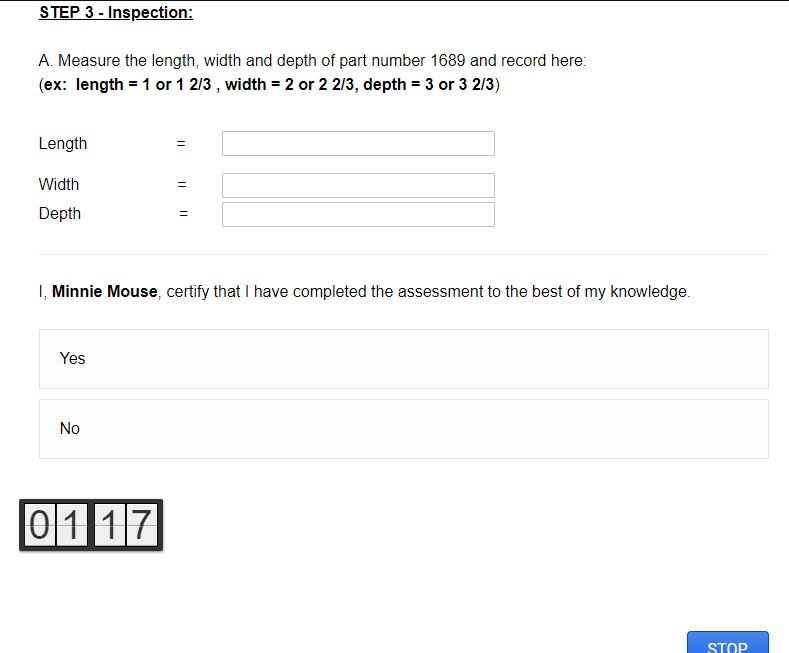 STEP 3 - Inspection:
A. Measure the length, width and depth of part number 1689 and record here:
(ex:  length = 1 or 1 2/3 , width = 2 or 2 2/3, depth = 3 or 3 2/3)
Length =
Width =
Depth =
I, Minnie Mouse, certify that I have completed the assessment to the best of my knowledge.
Yes
No
01 17
STOP